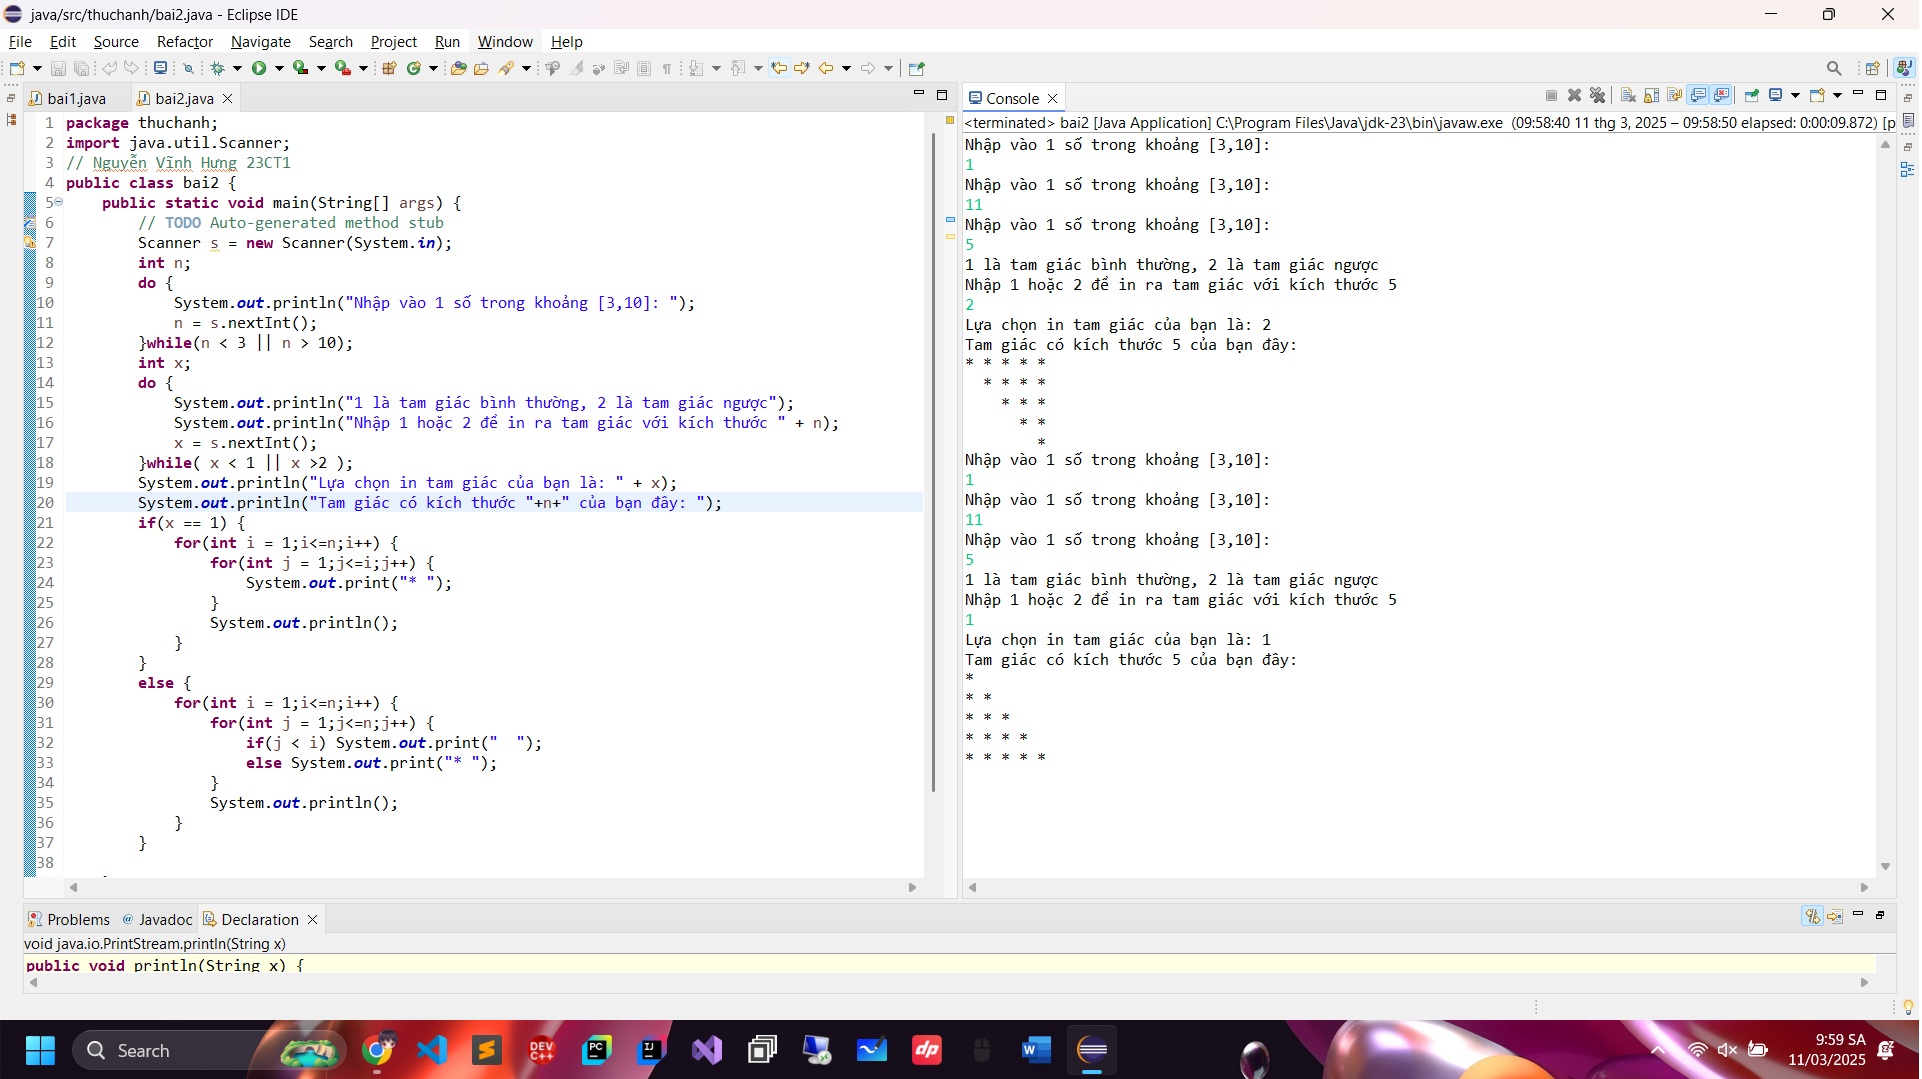 java/src/thuchanh/bai2.java - Eclipse IDE
File Edit Source Refactor Navigate Search Project Run Window Help
bai1.java bai2.java
1 package thuchanh;
2 import java.util.Scanner;
3 // Nguyễn Vĩnh Hưng 23CT1
4 public class bai2 {
5 public static void main(String[] args) {
6 // TODO Auto-generated method stub
7 Scanner s = new Scanner(System.in);
8 int n;
9 do {
10 System.out.println("Nhập vào 1 số trong khoảng [3,10]: ");
11 n = s.nextInt();
12 }while(n < 3 || n > 10);
13 int x;
14 do {
15 System.out.println("1 là tam giác bình thường, 2 là tam giác ngược");
16 System.out.println("Nhập 1 hoặc 2 để in ra tam giác với kích thước " + n);
17 x = s.nextInt();
18 }while( x < 1 || x >2 );
19 System.out.println("Lựa chọn in tam giác của bạn là: " + x);
20 System.out.println("Tam giác có kích thước "+n+" của bạn đây: ");
21 if(x == 1) {
22 for(int i = 1;i<=n;i++) {
23 for(int j = 1;j<=i;j++) {
24 System.out.print("* ");
25 }
26 System.out.println();
27 }
28 }
29 else {
30 for(int i = 1;i<=n;i++) {
31 for(int j = 1;j<=n;j++) {
32 if(j < i) System.out.print("  ");
33 else System.out.print("* ");
34 }
35 System.out.println();
36 }
37 }
38
Console
<terminated> bai2 [Java Application] C:\Program Files\Java\jdk-23\bin\javaw.exe (09:58:40 11 thg 3, 2025 – 09:58:50 elapsed: 0:00:09.872) [p
Nhập vào 1 số trong khoảng [3,10]:
1
Nhập vào 1 số trong khoảng [3,10]:
11
Nhập vào 1 số trong khoảng [3,10]:
5
1 là tam giác bình thường, 2 là tam giác ngược
Nhập 1 hoặc 2 để in ra tam giác với kích thước 5
2
Lựa chọn in tam giác của bạn là: 2
Tam giác có kích thước 5 của bạn đây:
* * * * *
  * * * *
    * * *
      * *
        *
Nhập vào 1 số trong khoảng [3,10]:
1
Nhập vào 1 số trong khoảng [3,10]:
11
Nhập vào 1 số trong khoảng [3,10]:
5
1 là tam giác bình thường, 2 là tam giác ngược
Nhập 1 hoặc 2 để in ra tam giác với kích thước 5
1
Lựa chọn in tam giác của bạn là: 1
Tam giác có kích thước 5 của bạn đây:
*
* *
* * *
* * * *
* * * * *
Problems @ Javadoc Declaration
void java.io.PrintStream.println(String x)
public void println(String x) {
Search
DEV C++
PC
IJ
dp
W
9:59 SA
11/03/2025